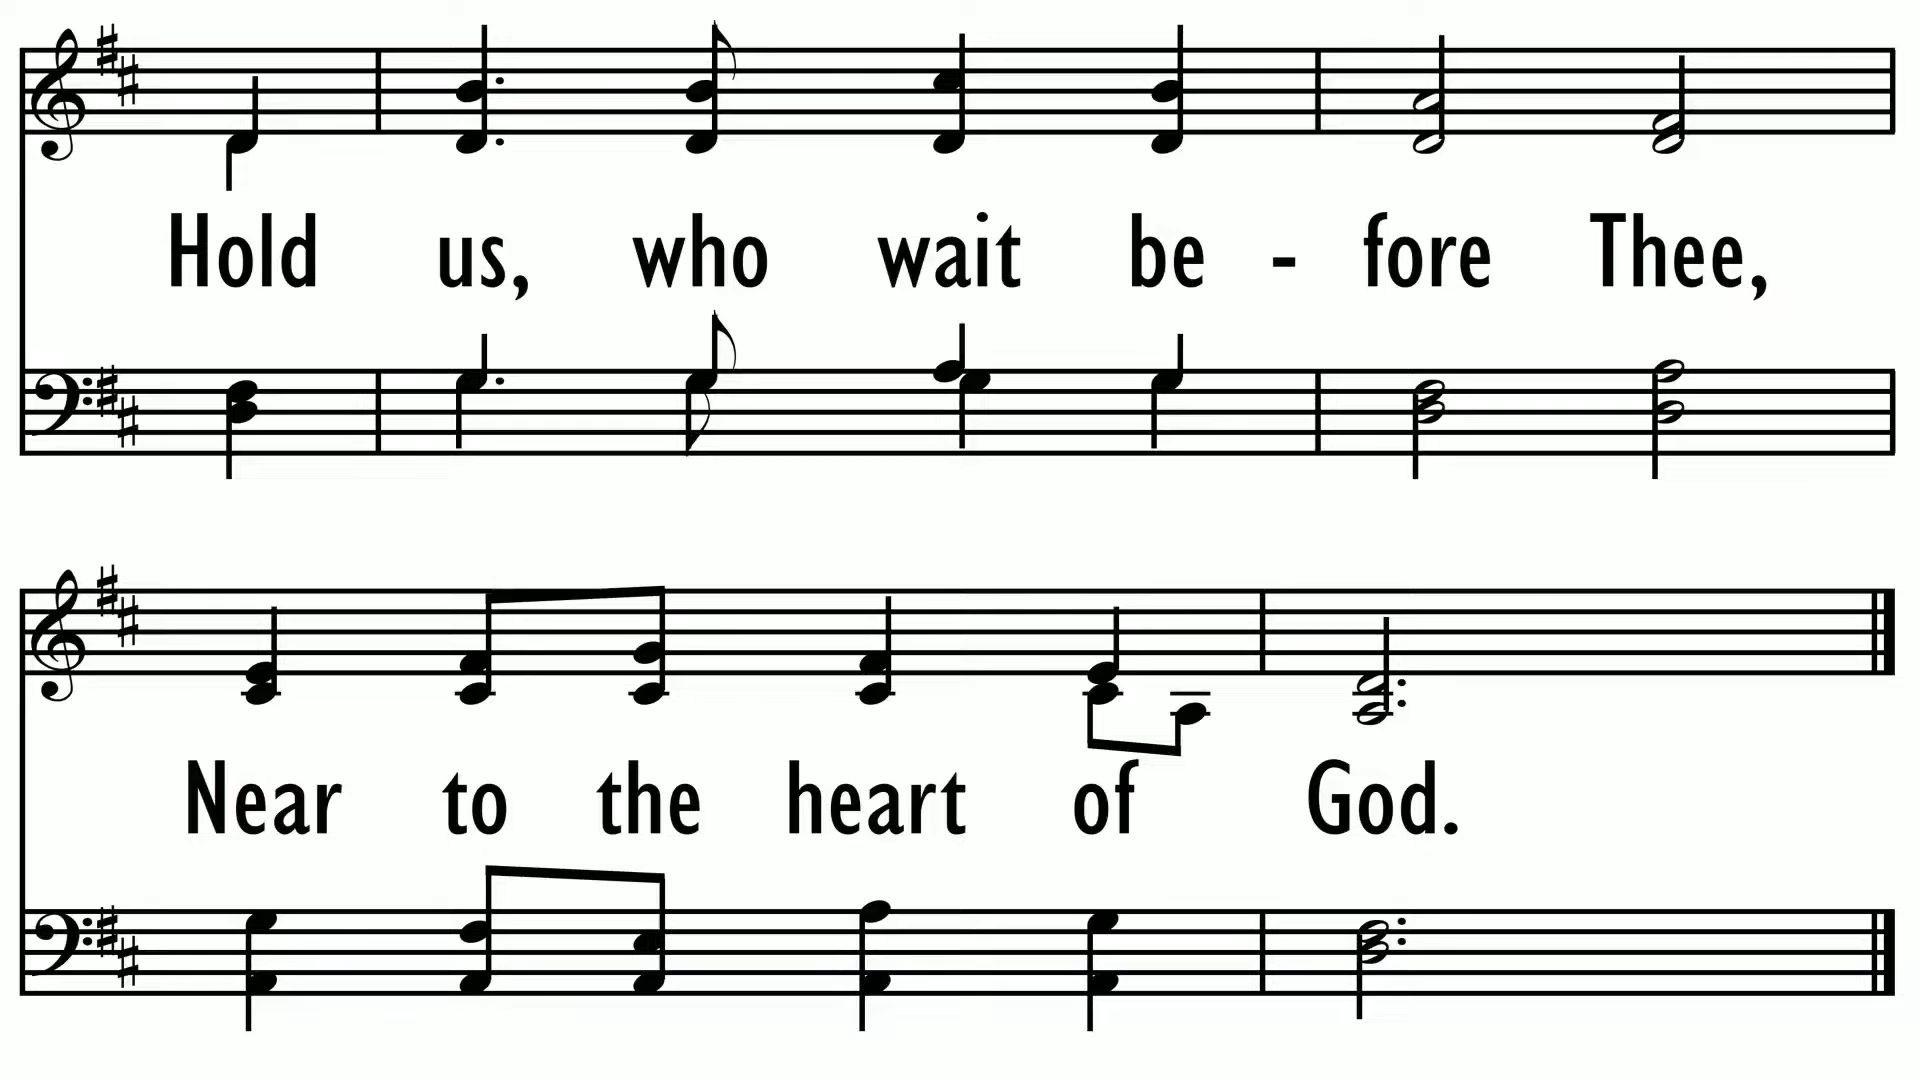 Hold us, who wait be - fore Thee,
Near to the heart of God.